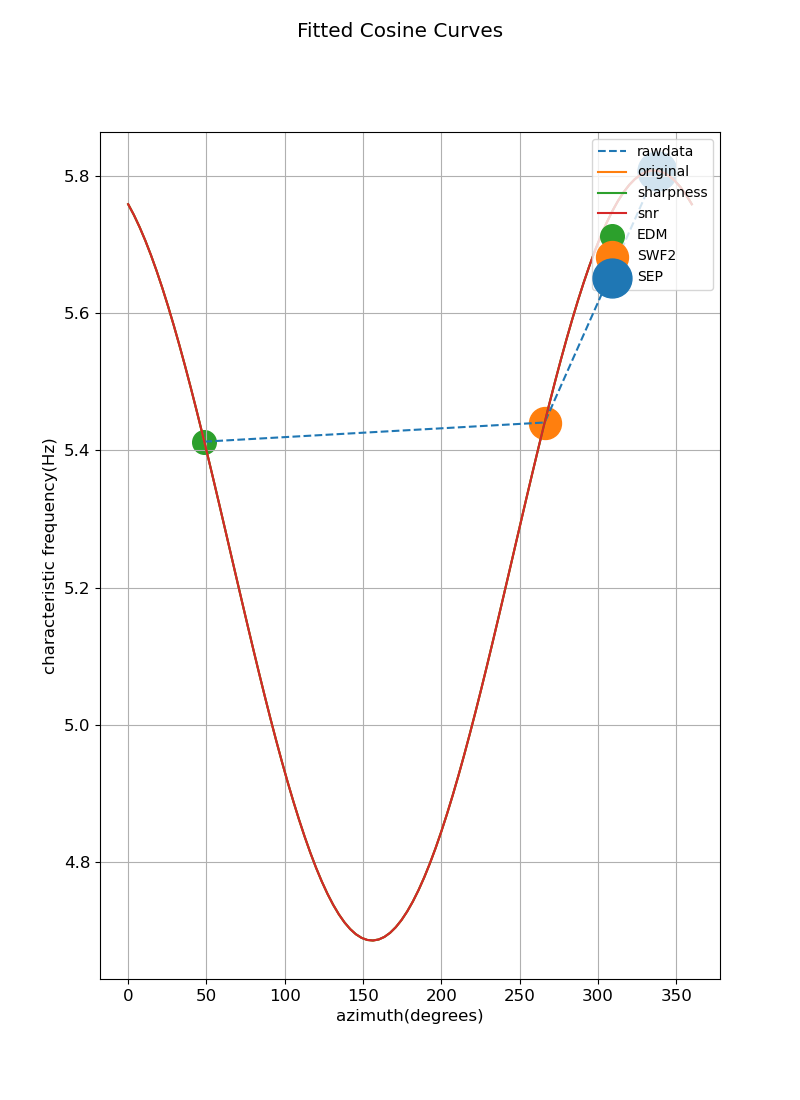 Fitted Cosine Curves
rawdata
original
sharpness
snr
EDM
SWF2
SEP
characteristic frequency(Hz)
5.8
5.6
5.4
5.2
5.0
4.8
0 50 100 150 200 250 300 350
azimuth(degrees)